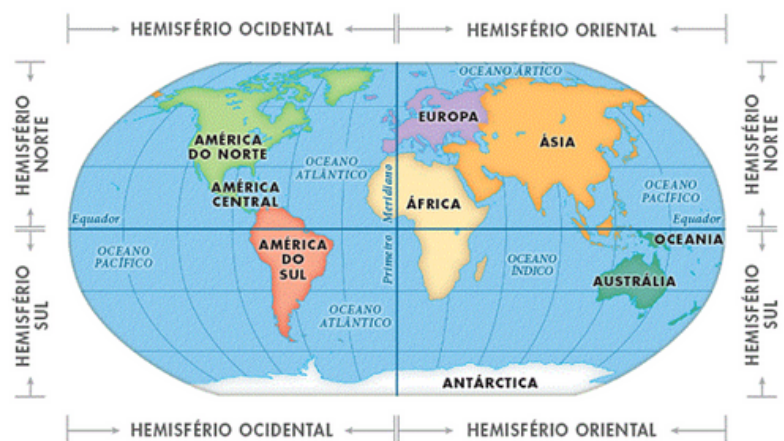 HEMISFÉRIO OCIDENTAL
HEMISFÉRIO ORIENTAL
OCEANO ÁRTICO
HEMISFÉRIO
NORTE
HEMISFÉRIO
NORTE
EUROPA
AMÉRICA
DO NORTE
ÁSIA
OCEANO
ATLÂNTICO
AMÉRICA
CENTRAL
OCEANO
PACÍFICO
ÁFRICA
Primeiro Meridiano
Equador
Equador
OCEANIA
OCEANO
PACÍFICO
AMÉRICA
DO
SUL
OCEANO
ÍNDICO
AUSTRÁLIA
HEMISFÉRIO
SUL
HEMISFÉRIO
SUL
OCEANO
ATLÂNTICO
ANTÁRCTICA
HEMISFÉRIO OCIDENTAL
HEMISFÉRIO ORIENTAL